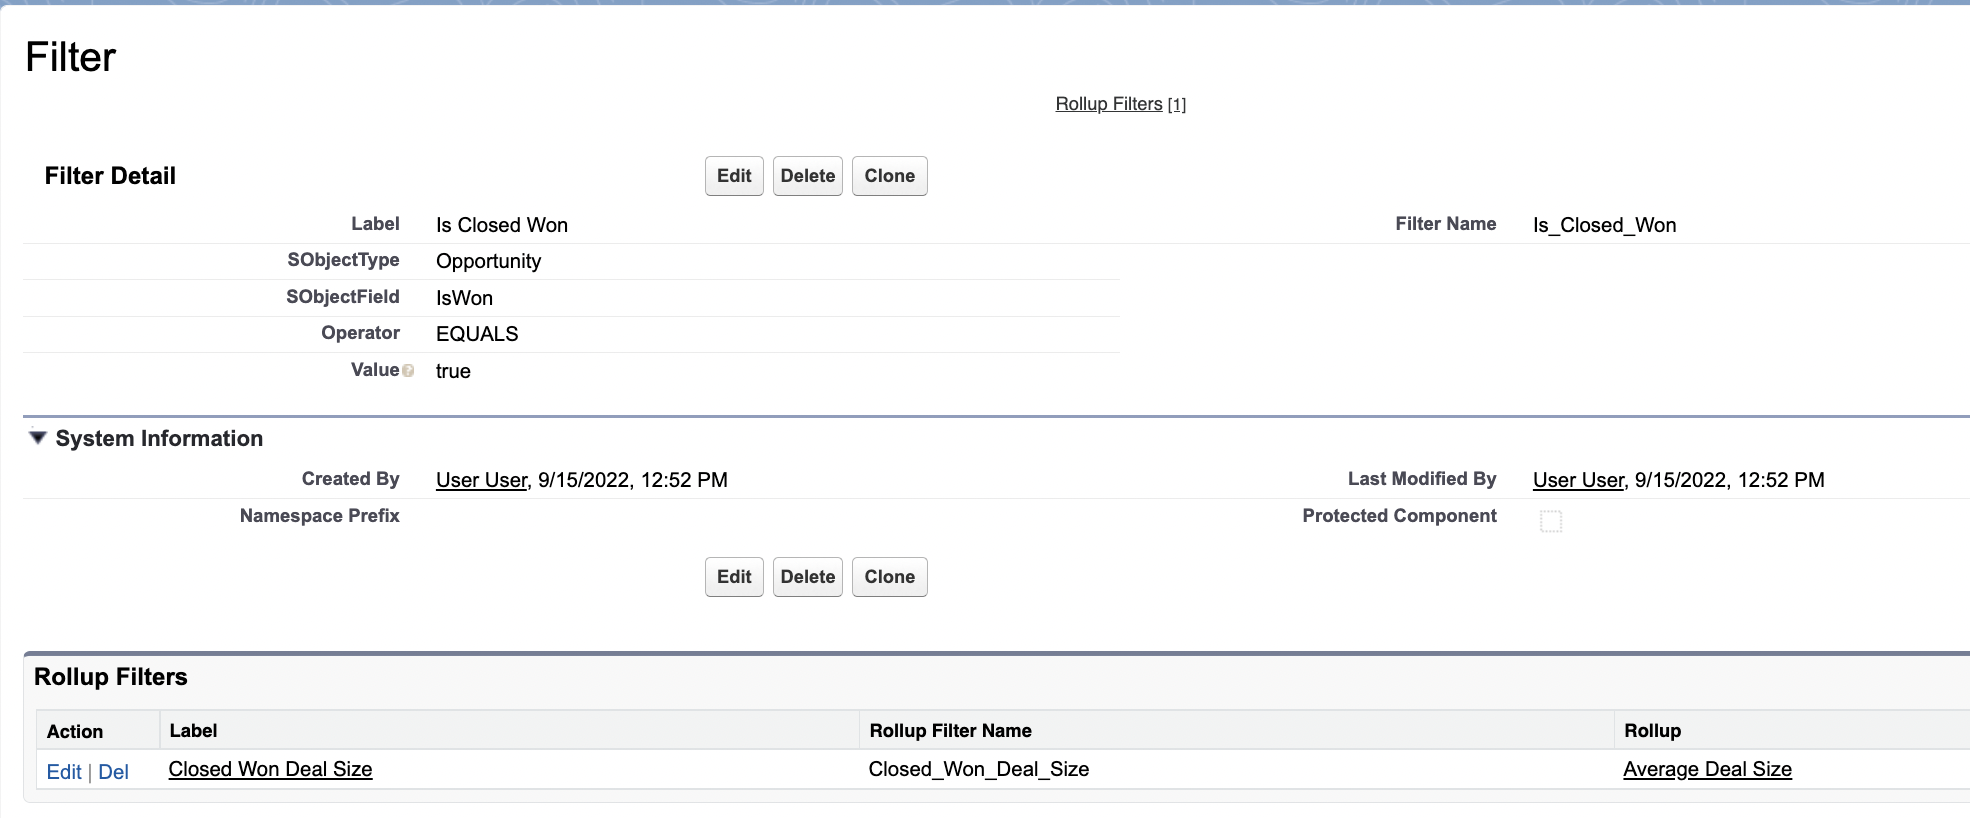 Filter
Rollup Filters [1]
Filter Detail Edit Delete Clone
Label Is Closed Won Filter Name Is_Closed_Won
SObjectType Opportunity
SObjectField IsWon
Operator EQUALS
Value ? true
System Information
Created By User User, 9/15/2022, 12:52 PM Last Modified By User User, 9/15/2022, 12:52 PM
Namespace Prefix Protected Component
Edit Delete Clone
Rollup Filters
Action Label Rollup Filter Name Rollup
Edit | Del Closed Won Deal Size Closed_Won_Deal_Size Average Deal Size